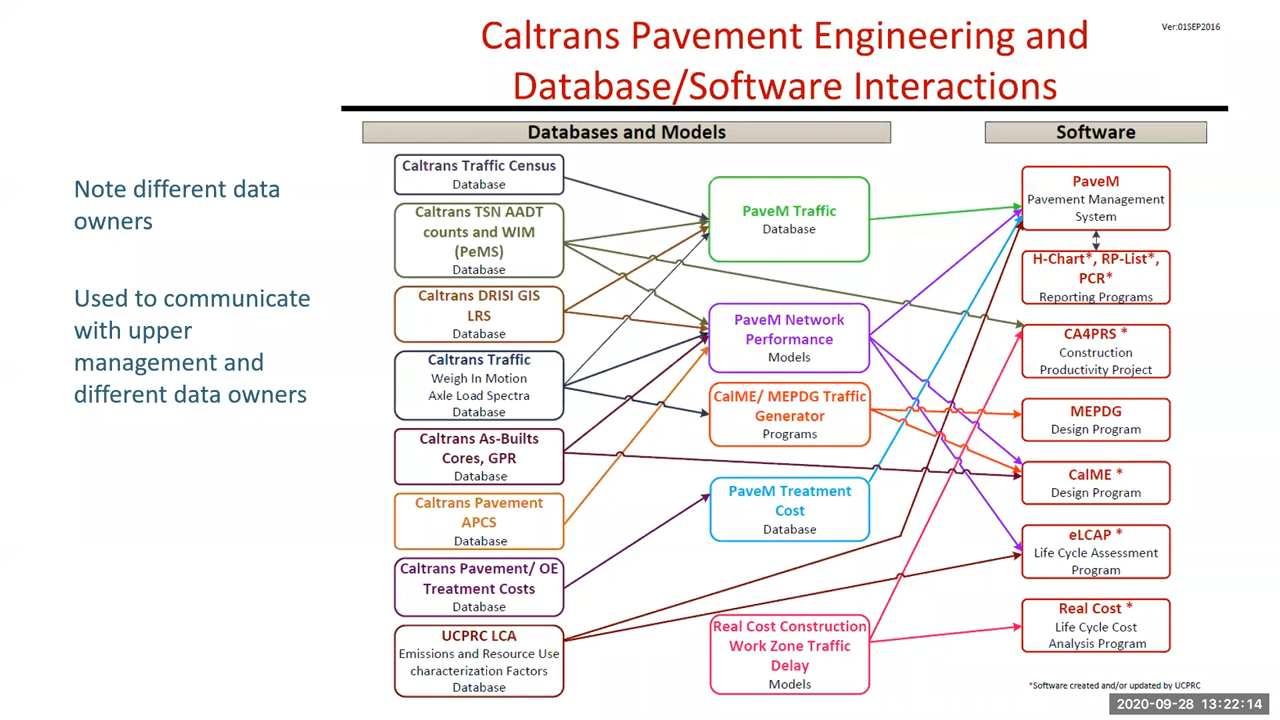 Caltrans Pavement Engineering and
Database/Software Interactions
Ver:01SEP2016
Note different data
owners
Used to communicate
with upper
management and
different data owners
Databases and Models
Software
Caltrans Traffic Census
Database
Caltrans TSN AADT
counts and WIM
(PeMS)
Database
Caltrans DRISI GIS
LRS
Database
Caltrans Traffic
Weigh In Motion
Axle Load Spectra
Database
Caltrans As-Builts
Cores, GPR
Database
Caltrans Pavement
APCS
Database
Caltrans Pavement/ OE
Treatment Costs
Database
UCPRC LCA
Emissions and Resource Use
characterization Factors
Database
PaveM Traffic
Database
PaveM Network
Performance
Models
CalME/ MEPDG Traffic
Generator
Programs
PaveM Treatment
Cost
Database
Real Cost Construction
Work Zone Traffic
Delay
Models
PaveM
Pavement Management
System
H-Chart*, RP-List*,
PCR*
Reporting Programs
CA4PRS *
Construction
Productivity Project
MEPDG
Design Program
CalME *
Design Program
eLCAP *
Life Cycle Assessment
Program
Real Cost *
Life Cycle Cost
Analysis Program
*Software created and/or updated by UCPRC
2020-09-28 13:22:14